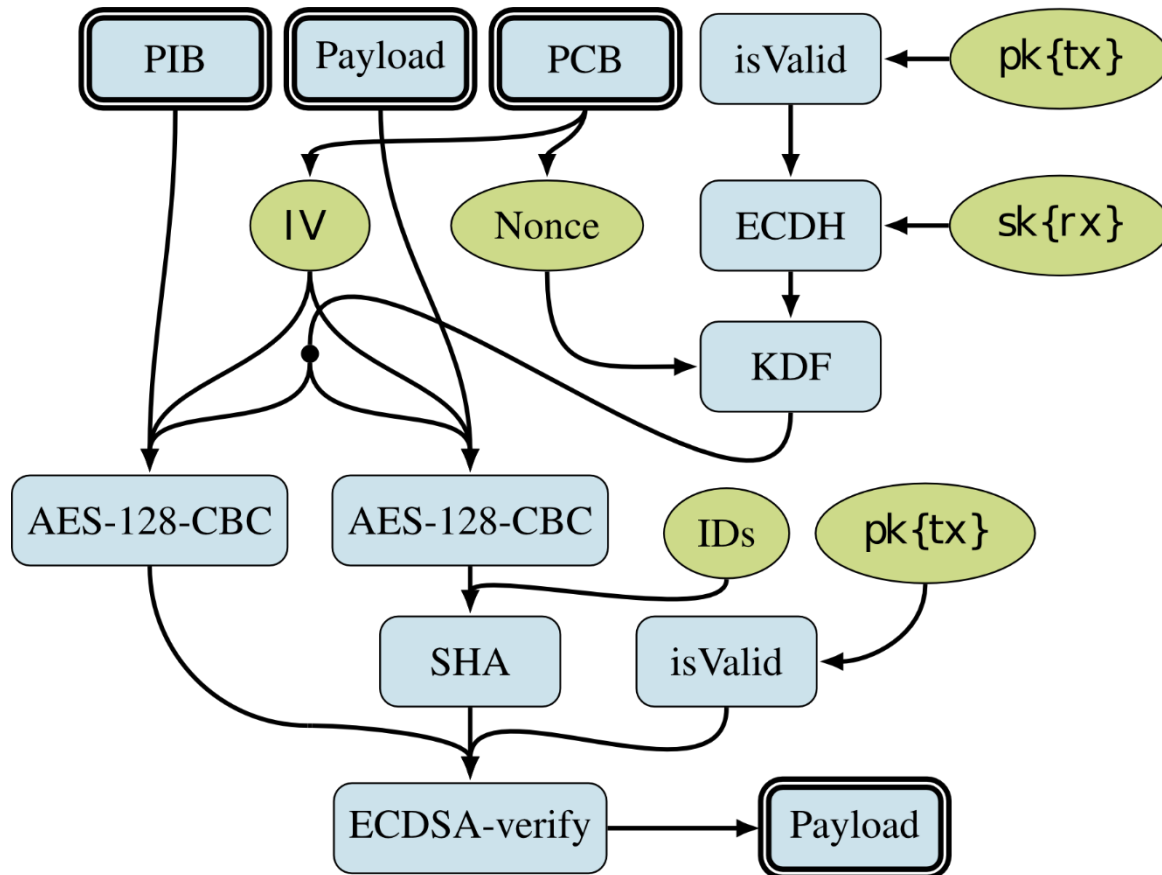 PIB
Payload
PCB
isValid
pk{tx}
IV
Nonce
ECDH
sk{rx}
KDF
AES-128-CBC
AES-128-CBC
IDs
pk{tx}
SHA
isValid
ECDSA-verify
Payload